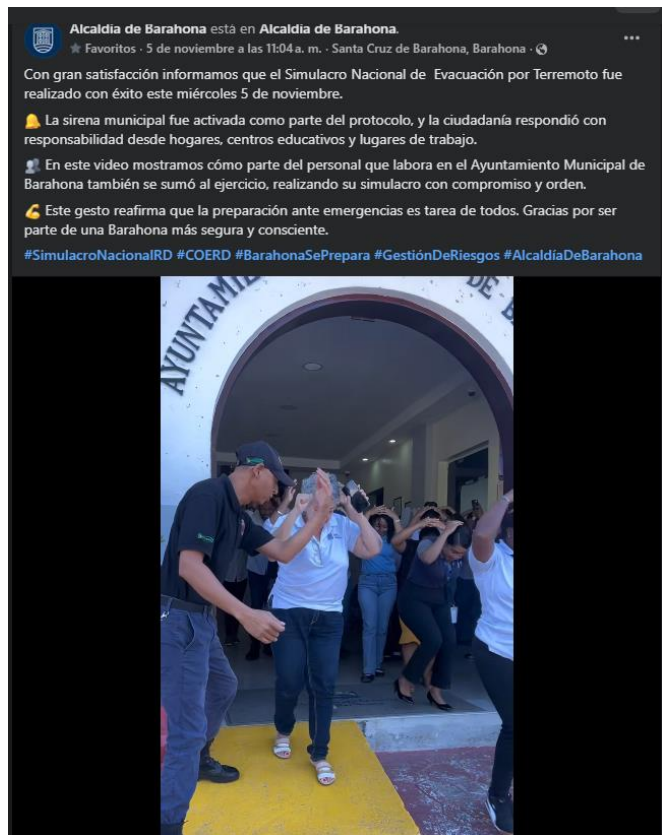 Alcaldía de Barahona está en Alcaldía de Barahona.
Favoritos · 5 de noviembre a las 11:04 a. m. · Santa Cruz de Barahona, Barahona ·
Con gran satisfacción informamos que el Simulacro Nacional de Evacuación por Terremoto fue
realizado con éxito este miércoles 5 de noviembre.
🔔 La sirena municipal fue activada como parte del protocolo, y la ciudadanía respondió con
responsabilidad desde hogares, centros educativos y lugares de trabajo.
👥 En este video mostramos cómo parte del personal que labora en el Ayuntamiento Municipal de
Barahona también se sumó al ejercicio, realizando su simulacro con compromiso y orden.
💪 Este gesto reafirma que la preparación ante emergencias es tarea de todos. Gracias por ser
parte de una Barahona más segura y consciente.
#SimulacroNacionalRD #COERD #BarahonaSePrepara #GestiónDeRiesgos #AlcaldíaDeBarahona
DE